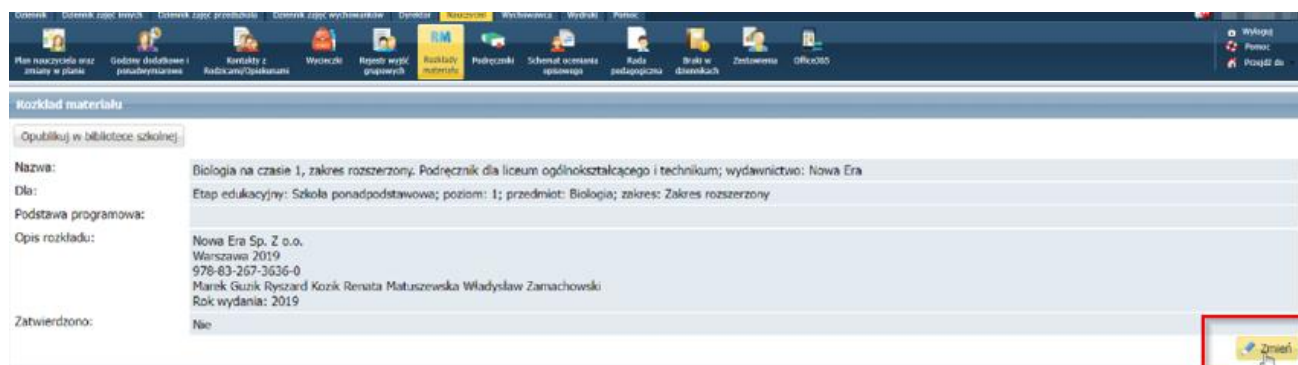 Dziennik Dziennik zajęć innych Dziennik zajęć przedszkola Dziennik zajęć wychowanków Dyrektor Nauczyciel Wychowawca Wydruki Pomoc
Plan nauczyciela oraz zmiany w planie
Godziny dodatkowe i ponadwymiarowe
Kontakty z Rodzicami/Opiekunami
Wycieczki
Rejestr wyjść grupowych
RM
Rozkłady materiału
Podręczniki
Schemat oceniania opisowego
Rada pedagogiczna
Braki w dziennikach
Zestawienia
Office365
Wyloguj
Pomoc
Przejdź do
Rozkład materiału
Opublikuj w bibliotece szkolnej
Nazwa: Biologia na czasie 1, zakres rozszerzony. Podręcznik dla liceum ogólnokształcącego i technikum; wydawnictwo: Nowa Era
Dla: Etap edukacyjny: Szkoła ponadpodstawowa; poziom: 1; przedmiot: Biologia; zakres: Zakres rozszerzony
Podstawa programowa:
Opis rozkładu: Nowa Era Sp. Z o.o.
Warszawa 2019
978-83-267-3636-0
Marek Guzik Ryszard Kozik Renata Matuszewska Władysław Zamachowski
Rok wydania: 2019
Zatwierdzono: Nie
Zmień